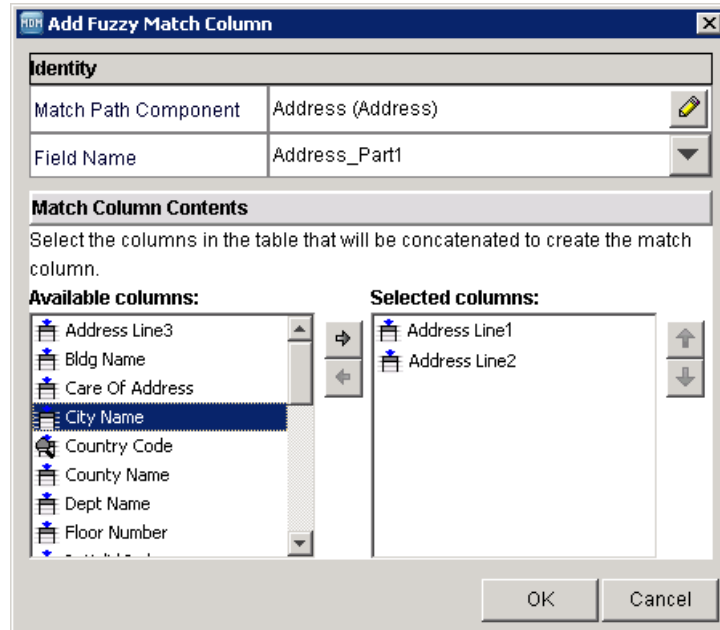 MDM Add Fuzzy Match Column
Identity
Match Path Component
Address (Address)
Field Name
Address_Part1
Match Column Contents
Select the columns in the table that will be concatenated to create the match
column.
Available columns:
Address Line3
Bldg Name
Care Of Address
City Name
Country Code
County Name
Dept Name
Floor Number
Selected columns:
Address Line1
Address Line2
OK
Cancel